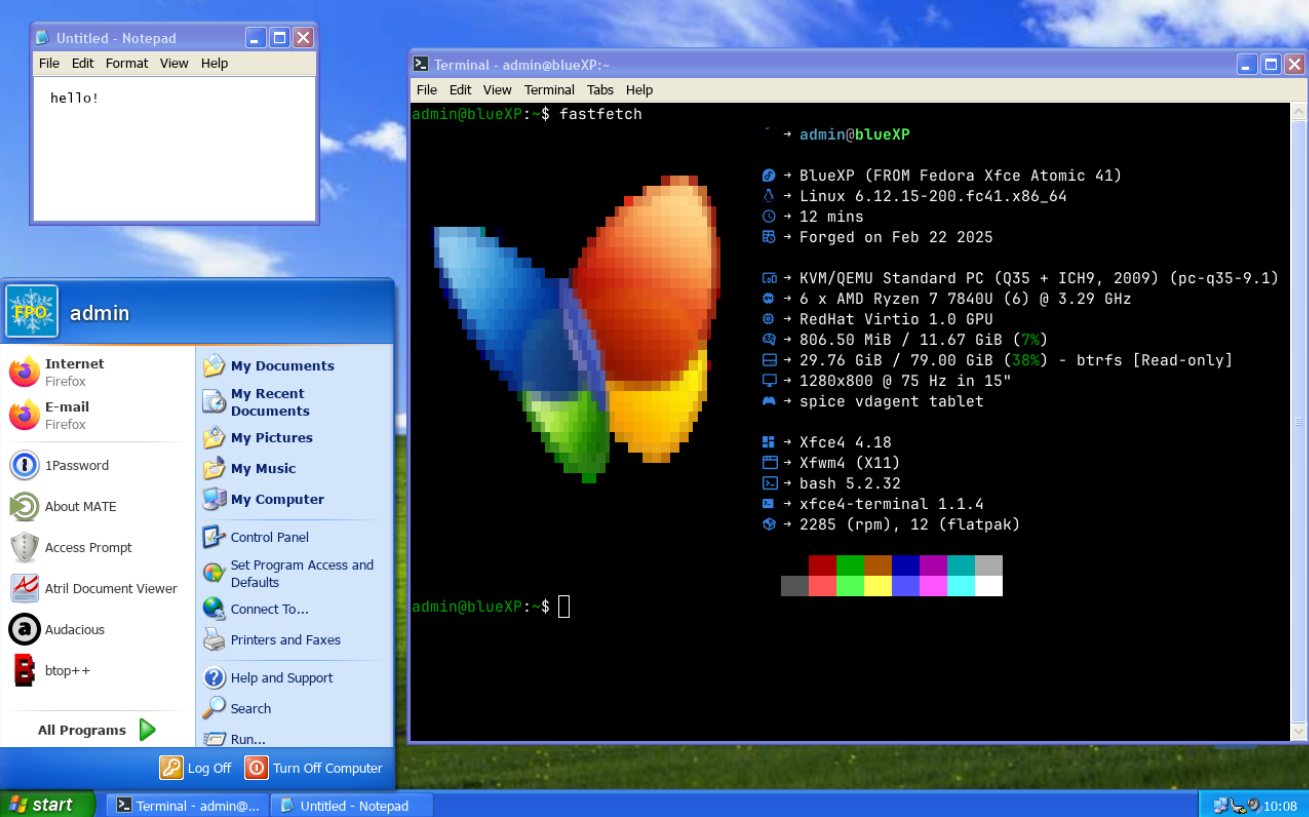 Untitled - Notepad
File Edit Format View Help
hello!
Terminal - admin@blueXP:~
File Edit View Terminal Tabs Help
admin@blueXP:~$ fastfetch
→ admin@blueXP
→ BlueXP (FROM Fedora Xfce Atomic 41)
→ Linux 6.12.15-200.fc41.x86_64
→ 12 mins
→ Forged on Feb 22 2025
→ KVM/QEMU Standard PC (Q35 + ICH9, 2009) (pc-q35-9.1)
→ 6 x AMD Ryzen 7 7840U (6) @ 3.29 GHz
→ RedHat Virtio 1.0 GPU
→ 806.50 MiB / 11.67 GiB (7%)
→ 29.76 GiB / 79.00 GiB (38%) - btrfs [Read-only]
→ 1280x800 @ 75 Hz in 15"
→ spice vdagent tablet
→ Xfce4 4.18
→ Xfwm4 (X11)
→ bash 5.2.32
→ xfce4-terminal 1.1.4
→ 2285 (rpm), 12 (flatpak)
admin@blueXP:~$
FPO
admin
Internet
Firefox
E-mail
Firefox
1Password
About MATE
Access Prompt
Atril Document Viewer
Audacious
btop++
All Programs
My Documents
My Recent
Documents
My Pictures
My Music
My Computer
Control Panel
Set Program Access and
Defaults
Connect To...
Printers and Faxes
Help and Support
Search
Run...
Log Off
Turn Off Computer
start
Terminal - admin@...
Untitled - Notepad
10:08